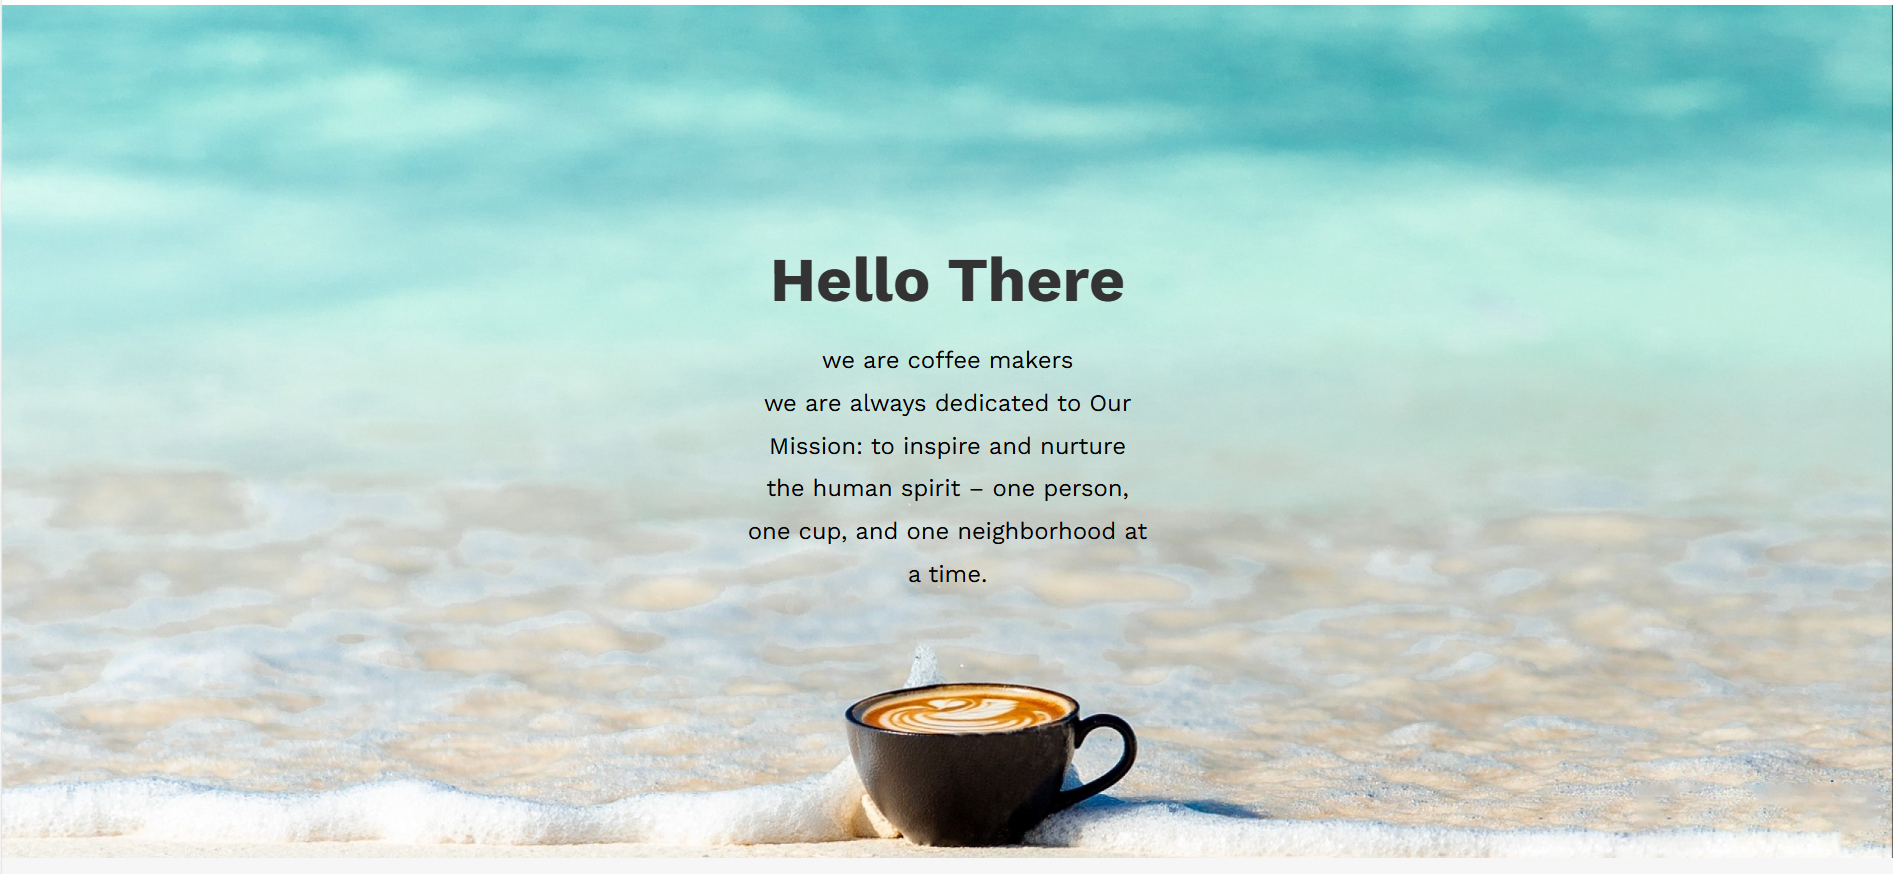 Hello There
we are coffee makers
we are always dedicated to Our
Mission: to inspire and nurture
the human spirit – one person,
one cup, and one neighborhood at
a time.